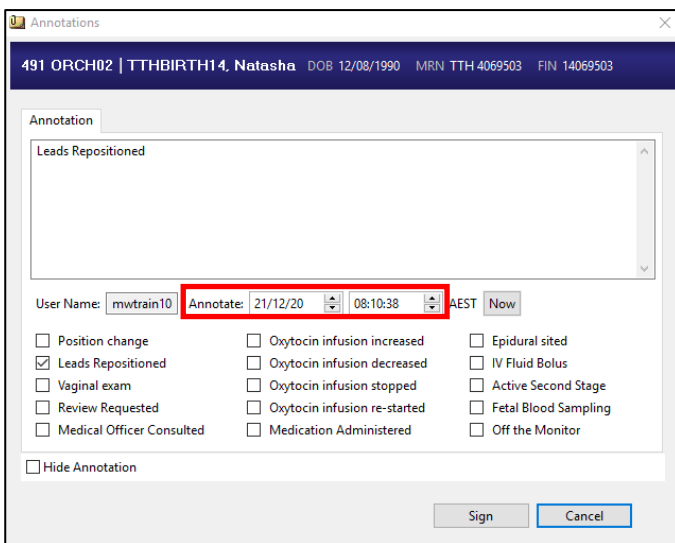 Annotations
491 ORCH02 | TTHBIRTH14, Natasha DOB 12/08/1990 MRN TTH 4069503 FIN 14069503
Annotation
Leads Repositioned
User Name: mwtrain10 Annotate: 21/12/20 08:10:38 AEST Now
Position change Oxytocin infusion increased Epidural sited
Leads Repositioned Oxytocin infusion decreased IV Fluid Bolus
Vaginal exam Oxytocin infusion stopped Active Second Stage
Review Requested Oxytocin infusion re-started Fetal Blood Sampling
Medical Officer Consulted Medication Administered Off the Monitor
Hide Annotation
Sign Cancel